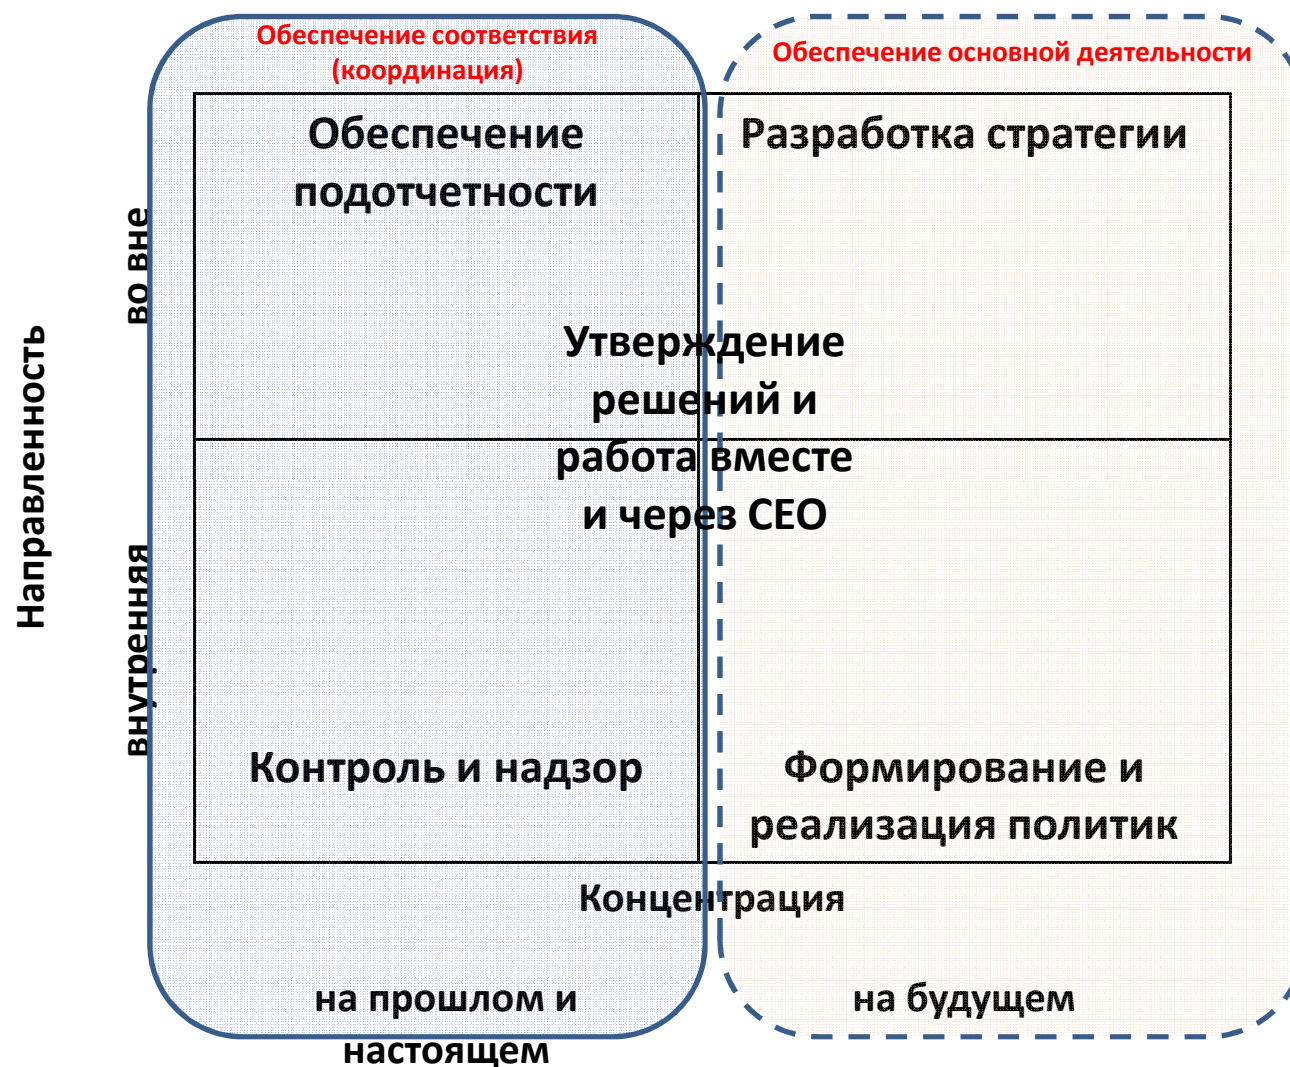 Обеспечение соответствия
(координация)
Обеспечение основной деятельности
Обеспечение
подотчетности
Разработка стратегии
Направленность
во вне
внутренняя
Утверждение
решений и
работа вместе
и через CEO
Контроль и надзор
Формирование и
реализация политик
Концентрация
на прошлом и
настоящем
на будущем